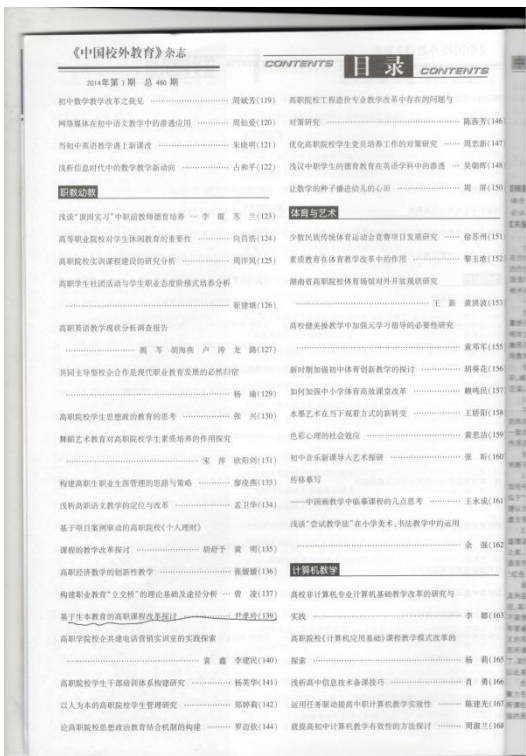 《中国校外教育》杂志
2014年第7期 总 480 期
CONTENTS 目录 CONTENTS
初中数学教学改革之我见 ………… 周斌芳(119)
网络媒体在初中语文教学中的渗透应用 ………… 周仙爱(120)
当初中数学遇上新课改 ………… 朱晓明(121)
浅析信息时代中的数学教学新动向 ………… 占和平(122)
职教幼教
浅谈“顶岗实习”中职前教师德育培养 … 李 霞 苏 兰(123)
高等职业院校对学生休闲教育的重要性 ………… 向昌浩(124)
高职院校实训课程建设的研究分析 ………… 周洋凤(125)
高职学生社团活动与学生职业态度阶梯式培养分析
………… 崔建娥(126)
高职英语教学现状分析调查报告
………… 胡海燕 卢 涛 龙 路(127)
共同主导型校企合作是现代职业教育发展的必然归宿
………… 杨 瑜(129)
高职院校学生思想政治教育的思考 ………… 张 兴(130)
舞蹈艺术教育对高职院校学生素质培养的作用探究
………… 宋 萍 欧阳剑(131)
构建高职生职业生涯管理的思路与策略 ………… 廖凌燕(133)
浅析高职语文教学的定位与改革 ………… 孟卫华(134)
基于项目案例驱动的高职院校《个人理财》
课程的教学改革探讨 ………… 胡舒予 黄 明(135)
高职经济数学的创新性教学 ………… 张媛媛(136)
构建职业教育“立交桥”的理论基础及途径分析 … 曾 凌(137)
基于生本教育的高职课程改革探讨 ………… 尹孝玲(139)
高职学院校企共建电话营销实训室的实践探索
………… 袁 鑫 李建民(140)
高职院校学生干部培训体系构建研究 ………… 杨英华(141)
以人为本的高职院校学生管理研究 ………… 郑婷莉(142)
论高职院校思想政治教育结合机制的构建 ………… 罗迈钦(144)
高职院校工程造价专业教学改革中存在的问题与
对策研究 ………… 陈蓉芳(146
优化高职院校学生党员培养工作的对策研究 …… 周志新(147
浅议中职学生的德育教育在英语学科中的渗透 … 吴朝晖(148
让数学的种子播进幼儿的心田 ………… 周 屏(150
体育与艺术
少数民族传统体育运动会竞赛项目发展研究 …… 徐苏州(151
素质教育在体育教学改革中的作用 ………… 黎玉浓(152
湖南省高职院校体育场馆对外开放现状研究
………… 王 新 黄洪波(153
高校健美操教学中加强元学习指导的必要性研究
………… 黄邓军(155
新时期加强初中体育创新教学的探讨 ………… 胡葵花(156
如何加强中小学体育高效课堂改革 ………… 赖鸣民(157
水墨艺术在当下观看方式的新转变 ………… 王娇阳(158
色彩心理的社会效应 ………… 黄思洁(159
初中音乐新课导入艺术探研 ………… 张 昕(160
传移摹写
——中国画教学中临摹课程的几点思考 ………… 王永成(161
浅谈“尝试教学法”在小学美术、书法教学中的运用
………… 余 强(162
计算机教学
高校非计算机专业计算机基础教学改革的研究与
实践 ………… 李 娜(163
高职院校《计算机应用基础》课程教学模式改革的
探索 ………… 杨 莉(165
浅析高中信息技术备课技巧 ………… 肖 勇(166
运用任务驱动提高中职计算机教学实效性 ……… 陈建光(167
就提高初中计算机教学有效性的方法探讨 ……… 周淑兰(168